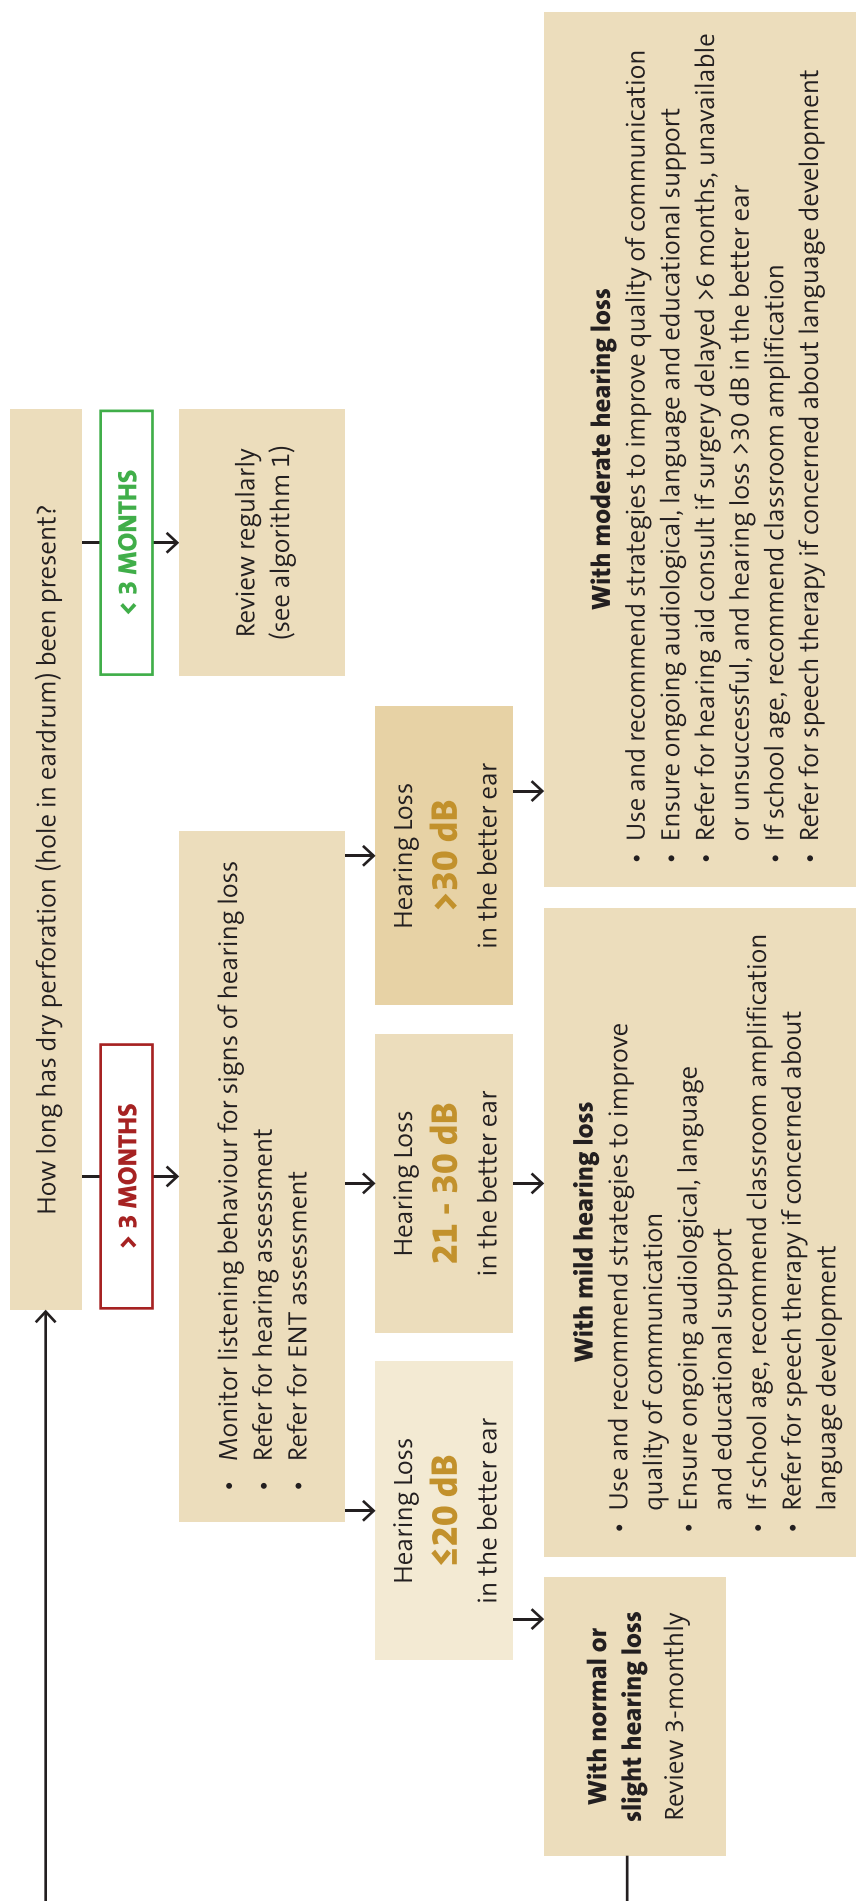 How long has dry perforation (hole in eardrum) been present?
> 3 MONTHS
< 3 MONTHS
• Monitor listening behaviour for signs of hearing loss
• Refer for hearing assessment
• Refer for ENT assessment
Review regularly
(see algorithm 1)
Hearing Loss
≤20 dB
in the better ear
Hearing Loss
21 - 30 dB
in the better ear
Hearing Loss
>30 dB
in the better ear
With normal or
slight hearing loss
Review 3-monthly
With mild hearing loss
• Use and recommend strategies to improve
quality of communication
• Ensure ongoing audiological, language
and educational support
• If school age, recommend classroom amplification
• Refer for speech therapy if concerned about
language development
With moderate hearing loss
• Use and recommend strategies to improve quality of communication
• Ensure ongoing audiological, language and educational support
• Refer for hearing aid consult if surgery delayed >6 months, unavailable
or unsuccessful, and hearing loss >30 dB in the better ear
• If school age, recommend classroom amplification
• Refer for speech therapy if concerned about language development